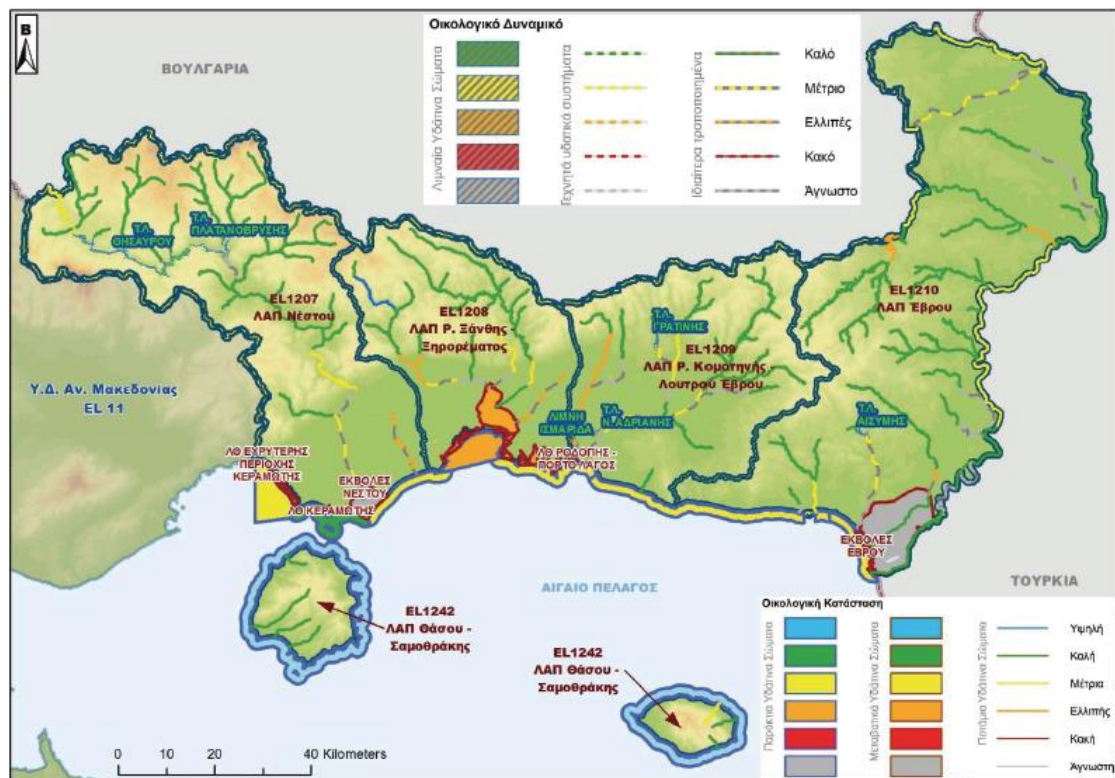 Β
ΒΟΥΛΓΑΡΙΑ
Οικολογικό Δυναμικό
Λιμναία Υδάτινα Σώματα
Τεχνητά υδατικά συστήματα
Ιδιαίτερα τροποποιημένα
Καλό
Μέτριο
Ελλιπές
Κακό
Άγνωστο
Τ.Λ.
ΘΗΣΑΥΡΟΥ
Τ.Λ.
ΠΛΑΤΑΝΟΒΡΥΣΗΣ
EL1207
ΛΑΠ Νέστου
EL1208
ΛΑΠ Ρ. Ξάνθης -
Ξηρορέματος
Τ.Λ.
ΓΡΑΤΙΝΗΣ
EL1209
ΛΑΠ Ρ. Κομοτηνής -
Λουτρού Έβρου
EL1210
ΛΑΠ Έβρου
Υ.Δ. Αν. Μακεδονίας
EL 11
ΛΙΜΝΗ
ΙΣΜΑΡΙΔΑ
Τ.Λ.
Ν. ΑΔΡΙΑΝΗΣ
Τ.Λ.
ΑΙΣΥΜΗΣ
ΛΘ ΕΥΡΥΤΕΡΗΣ
ΠΕΡΙΟΧΗΣ
ΚΕΡΑΜΩΤΗΣ
ΕΚΒΟΛΕΣ
ΝΕΣΤΟΥ
ΛΘ ΚΕΡΑΜΩΤΗΣ
ΛΘ ΡΟΔΟΠΗΣ -
ΠΟΡΤΟ ΛΑΓΟΣ
ΕΚΒΟΛΕΣ
ΕΒΡΟΥ
ΤΟΥΡΚΙΑ
ΑΙΓΑΙΟ ΠΕΛΑΓΟΣ
EL1242
ΛΑΠ Θάσου -
Σαμοθράκης
EL1242
ΛΑΠ Θάσου -
Σαμοθράκης
Οικολογική Κατάσταση
Παράκτια Υδάτινα Σώματα
Μεταβατικά Υδάτινα Σώματα
Ποτάμια Υδάτινα Σώματα
Υψηλή
Καλή
Μέτρια
Ελλιπής
Κακή
Άγνωστη
0 10 20 40 Kilometers